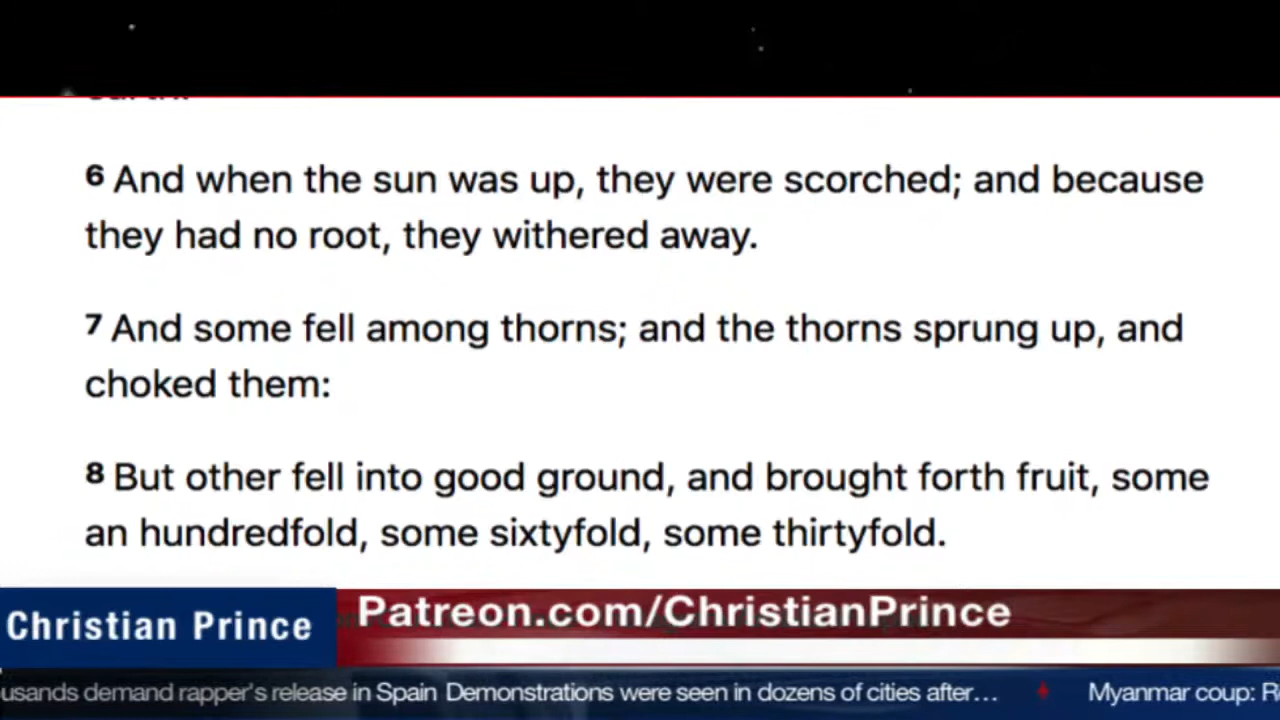 6 And when the sun was up, they were scorched; and because
they had no root, they withered away.
7 And some fell among thorns; and the thorns sprung up, and
choked them:
8 But other fell into good ground, and brought forth fruit, some
an hundredfold, some sixtyfold, some thirtyfold.
Christian Prince
Patreon.com/ChristianPrince
usands demand rapper's release in Spain Demonstrations were seen in dozens of cities after... Myanmar coup: R